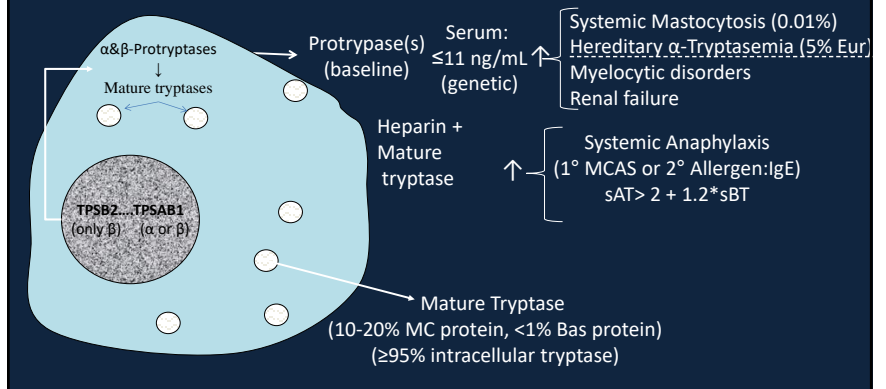 α&β-Protryptases
↓
Mature tryptases
TPSB2....TPSAB1
(only β) (α or β)
Protrypase(s)
(baseline)
Serum:
≤11 ng/mL
(genetic)
↑
Systemic Mastocytosis (0.01%)
Hereditary α-Tryptasemia (5% Eur)
Myelocytic disorders
Renal failure
Heparin +
Mature
tryptase
↑
Systemic Anaphylaxis
(1° MCAS or 2° Allergen:IgE)
sAT> 2 + 1.2*sBT
Mature Tryptase
(10-20% MC protein, <1% Bas protein)
(≥95% intracellular tryptase)